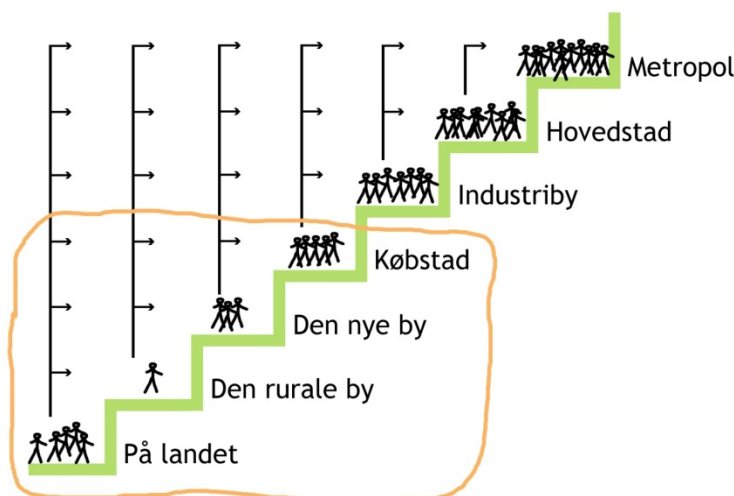 Metropol
Hovedstad
Industriby
Købstad
Den nye by
Den rurale by
På landet